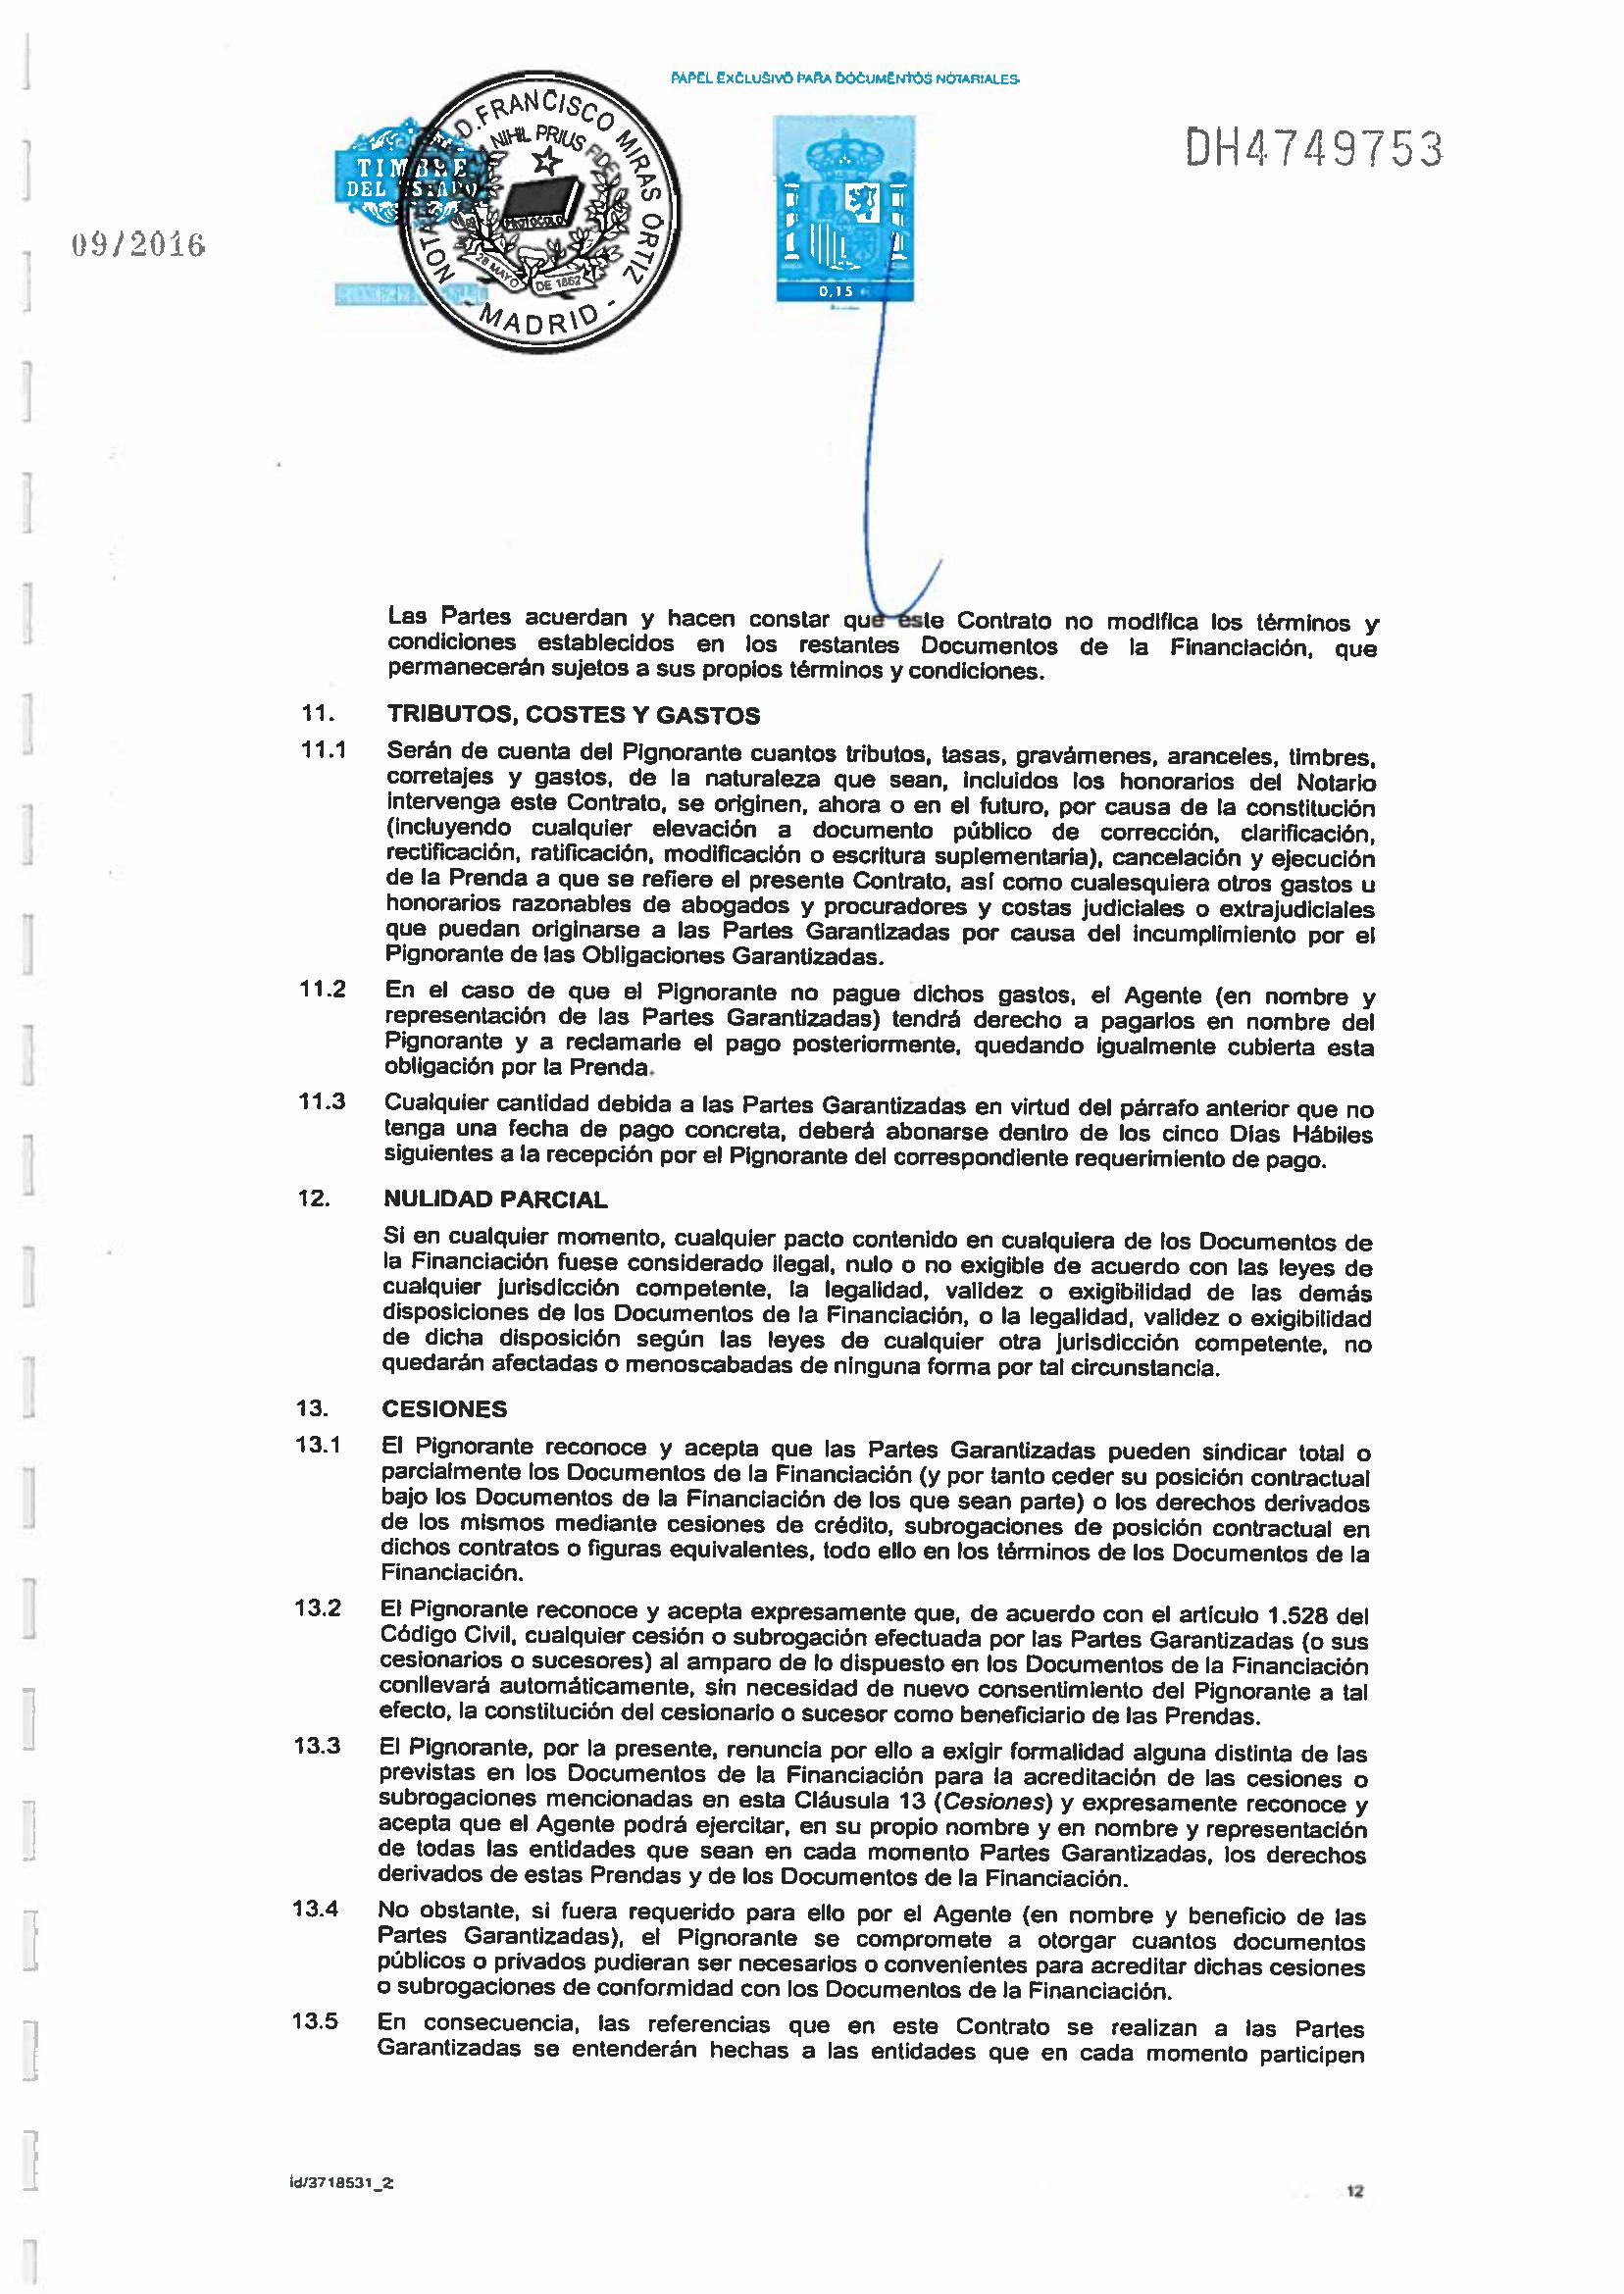 PAPEL EXCLUSIVO PARA DOCUMENTOS NOTARIALES
D. FRANCISCO MIRAS ORTIZ
NIHIL PRIUS FIDE
TIMBRE
DEL ESTADO
PROTOCOLO
28 MAYO DE 1862
NOTARIO
- MADRID -
0,15 €
DH4749753
09/2016
Las Partes acuerdan y hacen constar que este Contrato no modifica los términos y
condiciones establecidos en los restantes Documentos de la Financiación, que
permanecerán sujetos a sus propios términos y condiciones.
11. TRIBUTOS, COSTES Y GASTOS
11.1 Serán de cuenta del Pignorante cuantos tributos, tasas, gravámenes, aranceles, timbres,
corretajes y gastos, de la naturaleza que sean, incluidos los honorarios del Notario
intervenga este Contrato, se originen, ahora o en el futuro, por causa de la constitución
(incluyendo cualquier elevación a documento público de corrección, clarificación,
rectificación, ratificación, modificación o escritura suplementaria), cancelación y ejecución
de la Prenda a que se refiere el presente Contrato, así como cualesquiera otros gastos u
honorarios razonables de abogados y procuradores y costas judiciales o extrajudiciales
que puedan originarse a las Partes Garantizadas por causa del incumplimiento por el
Pignorante de las Obligaciones Garantizadas.
11.2 En el caso de que el Pignorante no pague dichos gastos, el Agente (en nombre y
representación de las Partes Garantizadas) tendrá derecho a pagarlos en nombre del
Pignorante y a reclamarle el pago posteriormente, quedando igualmente cubierta esta
obligación por la Prenda.
11.3 Cualquier cantidad debida a las Partes Garantizadas en virtud del párrafo anterior que no
tenga una fecha de pago concreta, deberá abonarse dentro de los cinco Días Hábiles
siguientes a la recepción por el Pignorante del correspondiente requerimiento de pago.
12. NULIDAD PARCIAL
Si en cualquier momento, cualquier pacto contenido en cualquiera de los Documentos de
la Financiación fuese considerado ilegal, nulo o no exigible de acuerdo con las leyes de
cualquier jurisdicción competente, la legalidad, validez o exigibilidad de las demás
disposiciones de los Documentos de la Financiación, o la legalidad, validez o exigibilidad
de dicha disposición según las leyes de cualquier otra jurisdicción competente, no
quedarán afectadas o menoscabadas de ninguna forma por tal circunstancia.
13. CESIONES
13.1 El Pignorante reconoce y acepta que las Partes Garantizadas pueden sindicar total o
parcialmente los Documentos de la Financiación (y por tanto ceder su posición contractual
bajo los Documentos de la Financiación de los que sean parte) o los derechos derivados
de los mismos mediante cesiones de crédito, subrogaciones de posición contractual en
dichos contratos o figuras equivalentes, todo ello en los términos de los Documentos de la
Financiación.
13.2 El Pignorante reconoce y acepta expresamente que, de acuerdo con el artículo 1.528 del
Código Civil, cualquier cesión o subrogación efectuada por las Partes Garantizadas (o sus
cesionarios o sucesores) al amparo de lo dispuesto en los Documentos de la Financiación
conllevará automáticamente, sin necesidad de nuevo consentimiento del Pignorante a tal
efecto, la constitución del cesionario o sucesor como beneficiario de las Prendas.
13.3 El Pignorante, por la presente, renuncia por ello a exigir formalidad alguna distinta de las
previstas en los Documentos de la Financiación para la acreditación de las cesiones o
subrogaciones mencionadas en esta Cláusula 13 (Cesiones) y expresamente reconoce y
acepta que el Agente podrá ejercitar, en su propio nombre y en nombre y representación
de todas las entidades que sean en cada momento Partes Garantizadas, los derechos
derivados de estas Prendas y de los Documentos de la Financiación.
13.4 No obstante, si fuera requerido para ello por el Agente (en nombre y beneficio de las
Partes Garantizadas), el Pignorante se compromete a otorgar cuantos documentos
públicos o privados pudieran ser necesarios o convenientes para acreditar dichas cesiones
o subrogaciones de conformidad con los Documentos de la Financiación.
13.5 En consecuencia, las referencias que en este Contrato se realizan a las Partes
Garantizadas se entenderán hechas a las entidades que en cada momento participen
id/3718531_2
12